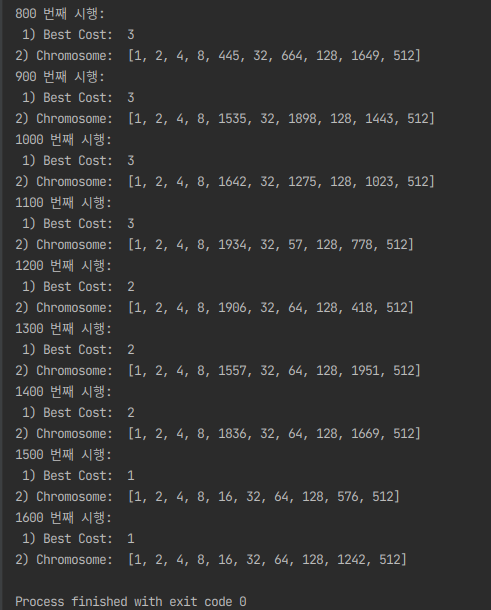 800 번째 시행:
1) Best Cost:  3
2) Chromosome:  [1, 2, 4, 8, 445, 32, 664, 128, 1649, 512]
900 번째 시행:
1) Best Cost:  3
2) Chromosome:  [1, 2, 4, 8, 1535, 32, 1898, 128, 1443, 512]
1000 번째 시행:
1) Best Cost:  3
2) Chromosome:  [1, 2, 4, 8, 1642, 32, 1275, 128, 1023, 512]
1100 번째 시행:
1) Best Cost:  3
2) Chromosome:  [1, 2, 4, 8, 1934, 32, 57, 128, 778, 512]
1200 번째 시행:
1) Best Cost:  2
2) Chromosome:  [1, 2, 4, 8, 1906, 32, 64, 128, 418, 512]
1300 번째 시행:
1) Best Cost:  2
2) Chromosome:  [1, 2, 4, 8, 1557, 32, 64, 128, 1951, 512]
1400 번째 시행:
1) Best Cost:  2
2) Chromosome:  [1, 2, 4, 8, 1836, 32, 64, 128, 1669, 512]
1500 번째 시행:
1) Best Cost:  1
2) Chromosome:  [1, 2, 4, 8, 16, 32, 64, 128, 576, 512]
1600 번째 시행:
1) Best Cost:  1
2) Chromosome:  [1, 2, 4, 8, 16, 32, 64, 128, 1242, 512]
Process finished with exit code 0